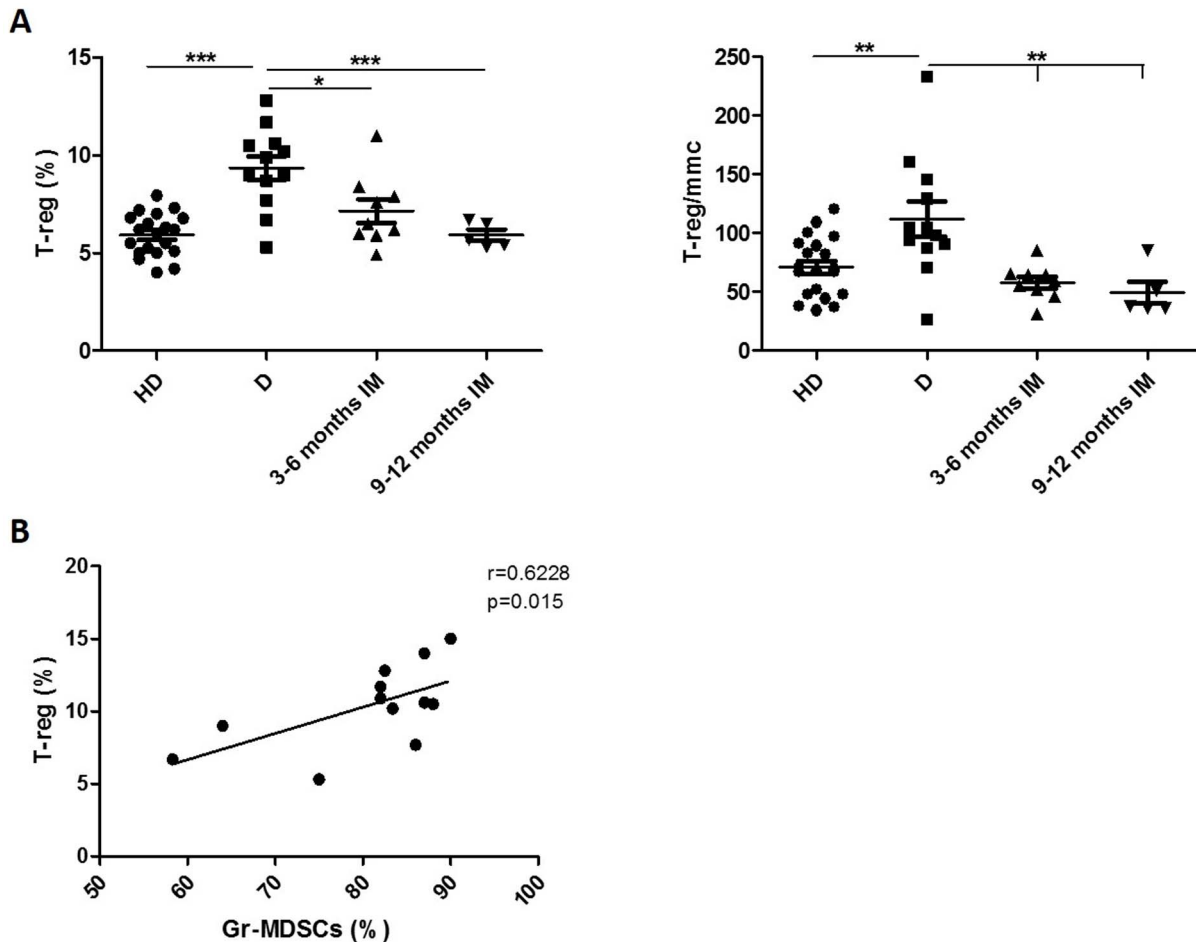 A
15
10
5
0
T-reg (%)
***
***
*
HD
D
3-6 months IM
9-12 months IM
250
200
150
100
50
0
T-reg/mmc
**
**
HD
D
3-6 months IM
9-12 months IM
B
20
15
10
5
0
T-reg (%)
r=0.6228
p=0.015
50
60
70
80
90
100
Gr-MDSCs (%)